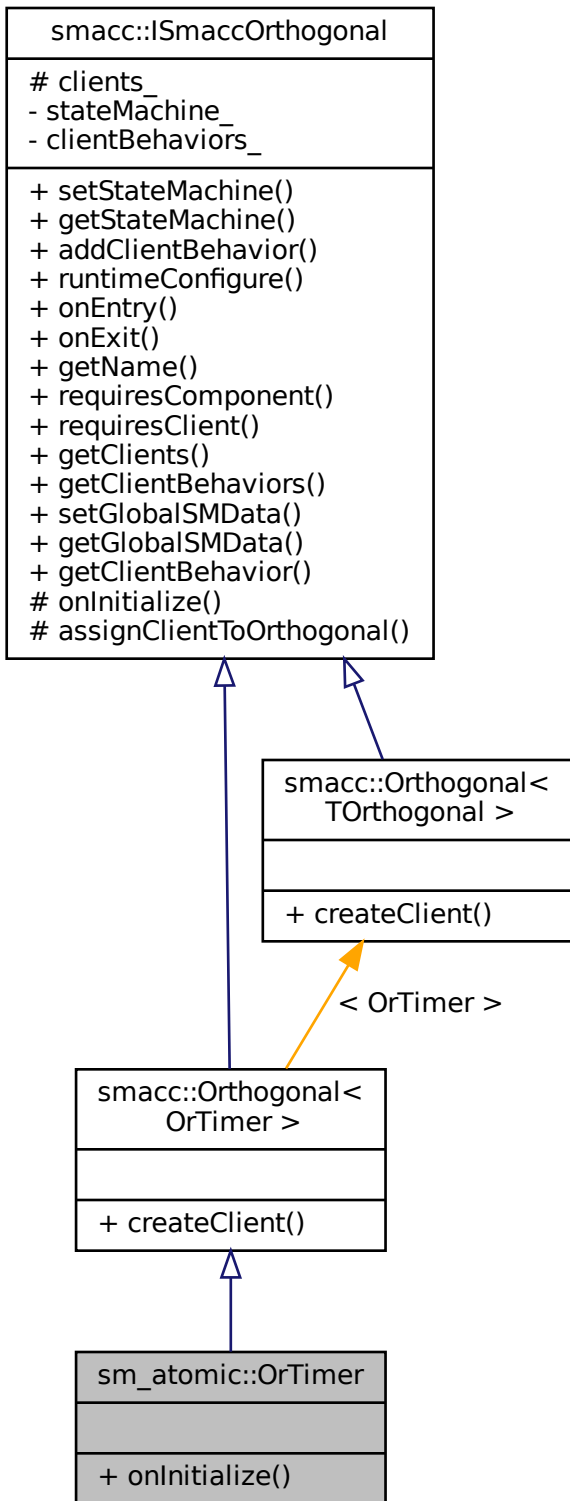 smacc::ISmaccOrthogonal
# clients_
- stateMachine_
- clientBehaviors_
+ setStateMachine()
+ getStateMachine()
+ addClientBehavior()
+ runtimeConfigure()
+ onEntry()
+ onExit()
+ getName()
+ requiresComponent()
+ requiresClient()
+ getClients()
+ getClientBehaviors()
+ setGlobalSMData()
+ getGlobalSMData()
+ getClientBehavior()
# onInitialize()
# assignClientToOrthogonal()
smacc::Orthogonal<
TOrthogonal >
+ createClient()
< OrTimer >
smacc::Orthogonal<
OrTimer >
+ createClient()
sm_atomic::OrTimer
+ onInitialize()